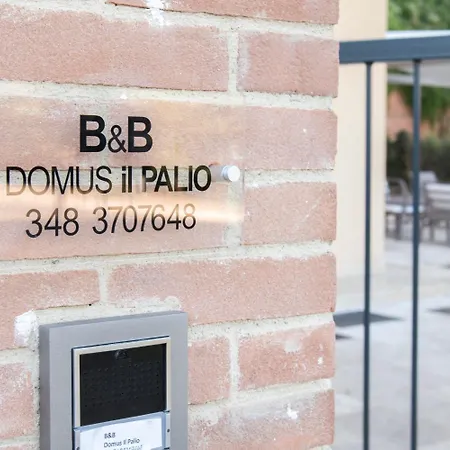 B&B
DOMUS il PALIO
348 3707648
B&B
Domus Il Palio